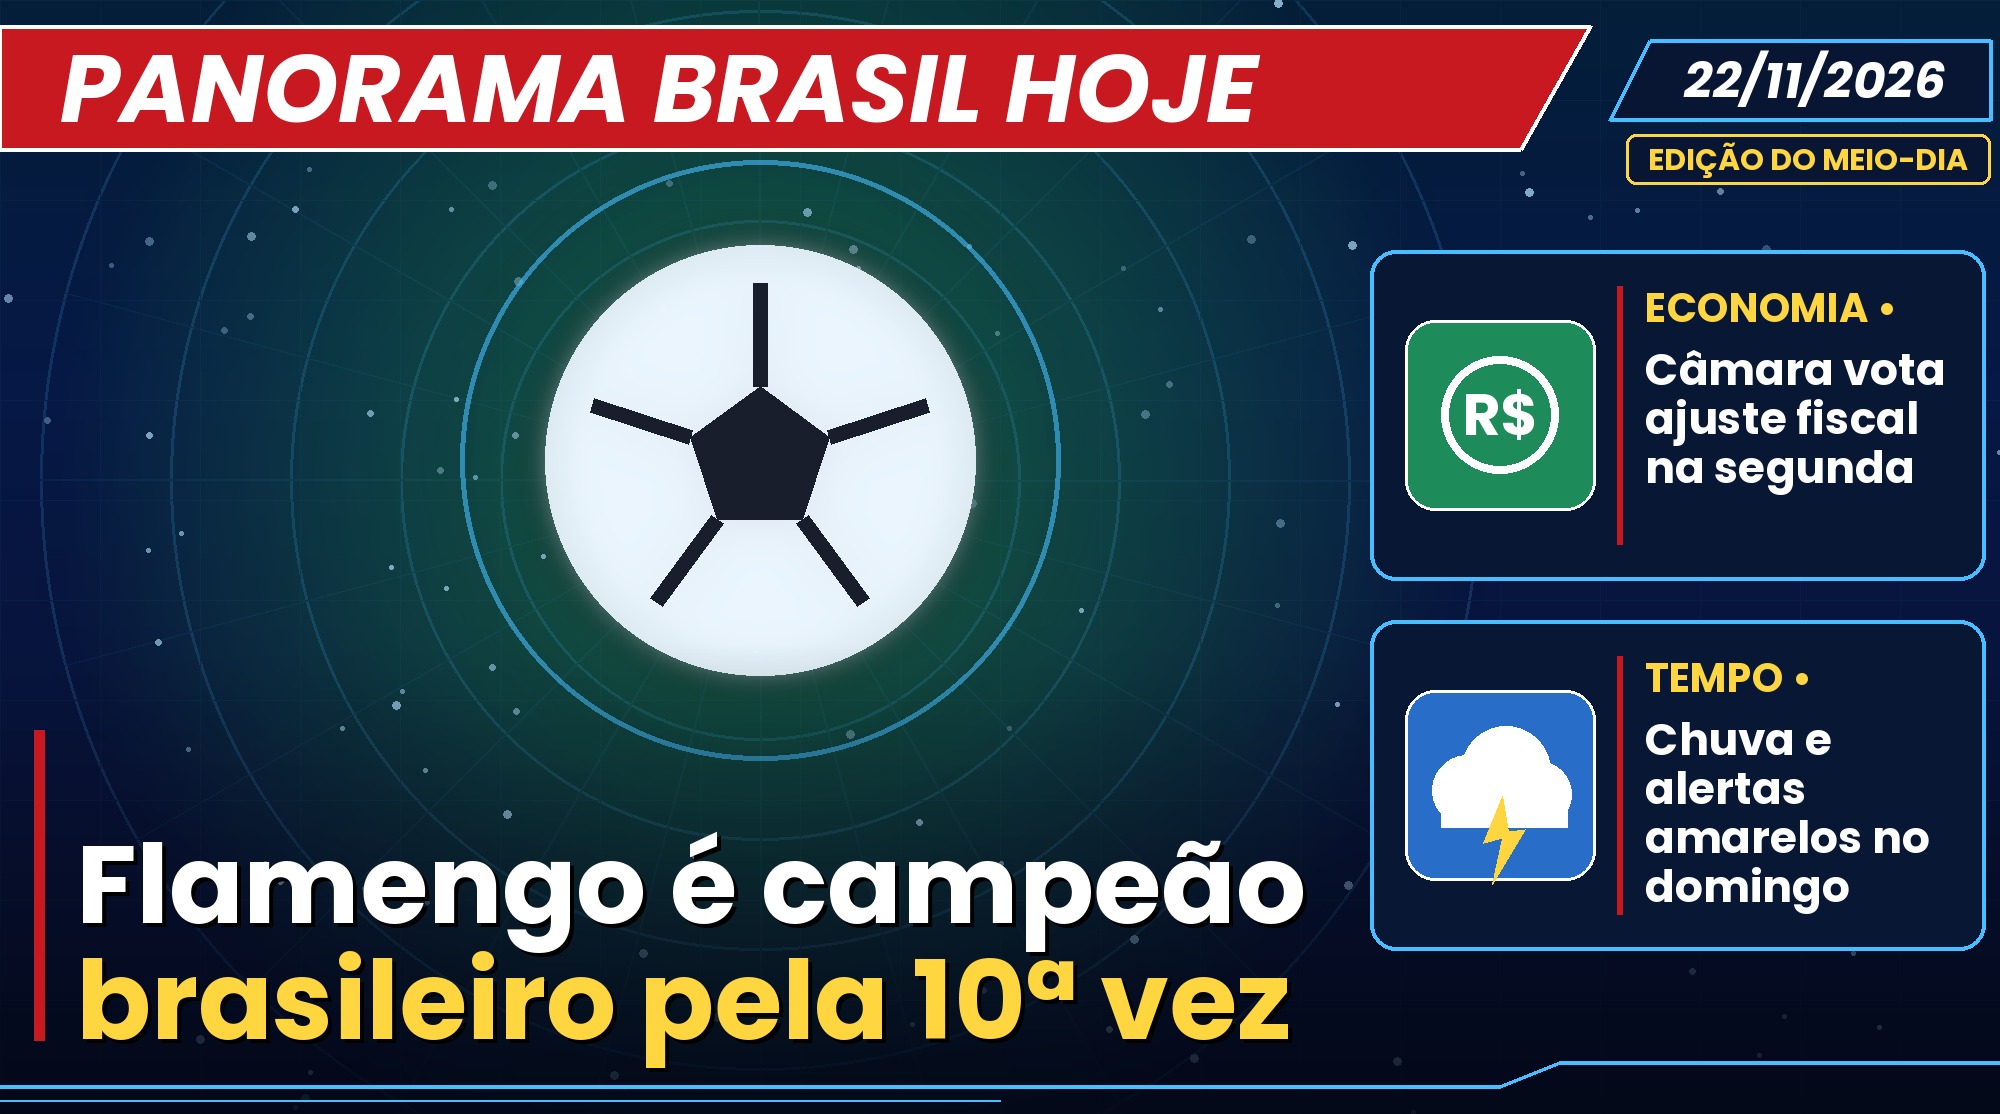 PANORAMA BRASIL HOJE
22/11/2026
EDIÇÃO DO MEIO-DIA
ECONOMIA •
Câmara vota
ajuste fiscal
na segunda
R$
TEMPO •
Chuva e
alertas
amarelos no
domingo
Flamengo é campeão
brasileiro pela 10ª vez